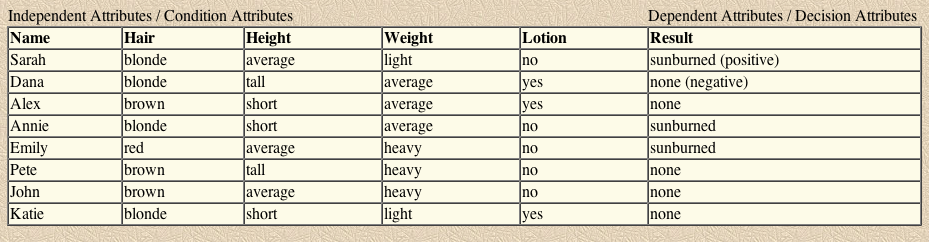 Independent Attributes / Condition Attributes Dependent Attributes / Decision Attributes
Name Hair Height Weight Lotion Result
Sarah blonde average light no sunburned (positive)
Dana blonde tall average yes none (negative)
Alex brown short average yes none
Annie blonde short average no sunburned
Emily red average heavy no sunburned
Pete brown tall heavy no none
John brown average heavy no none
Katie blonde short light yes none